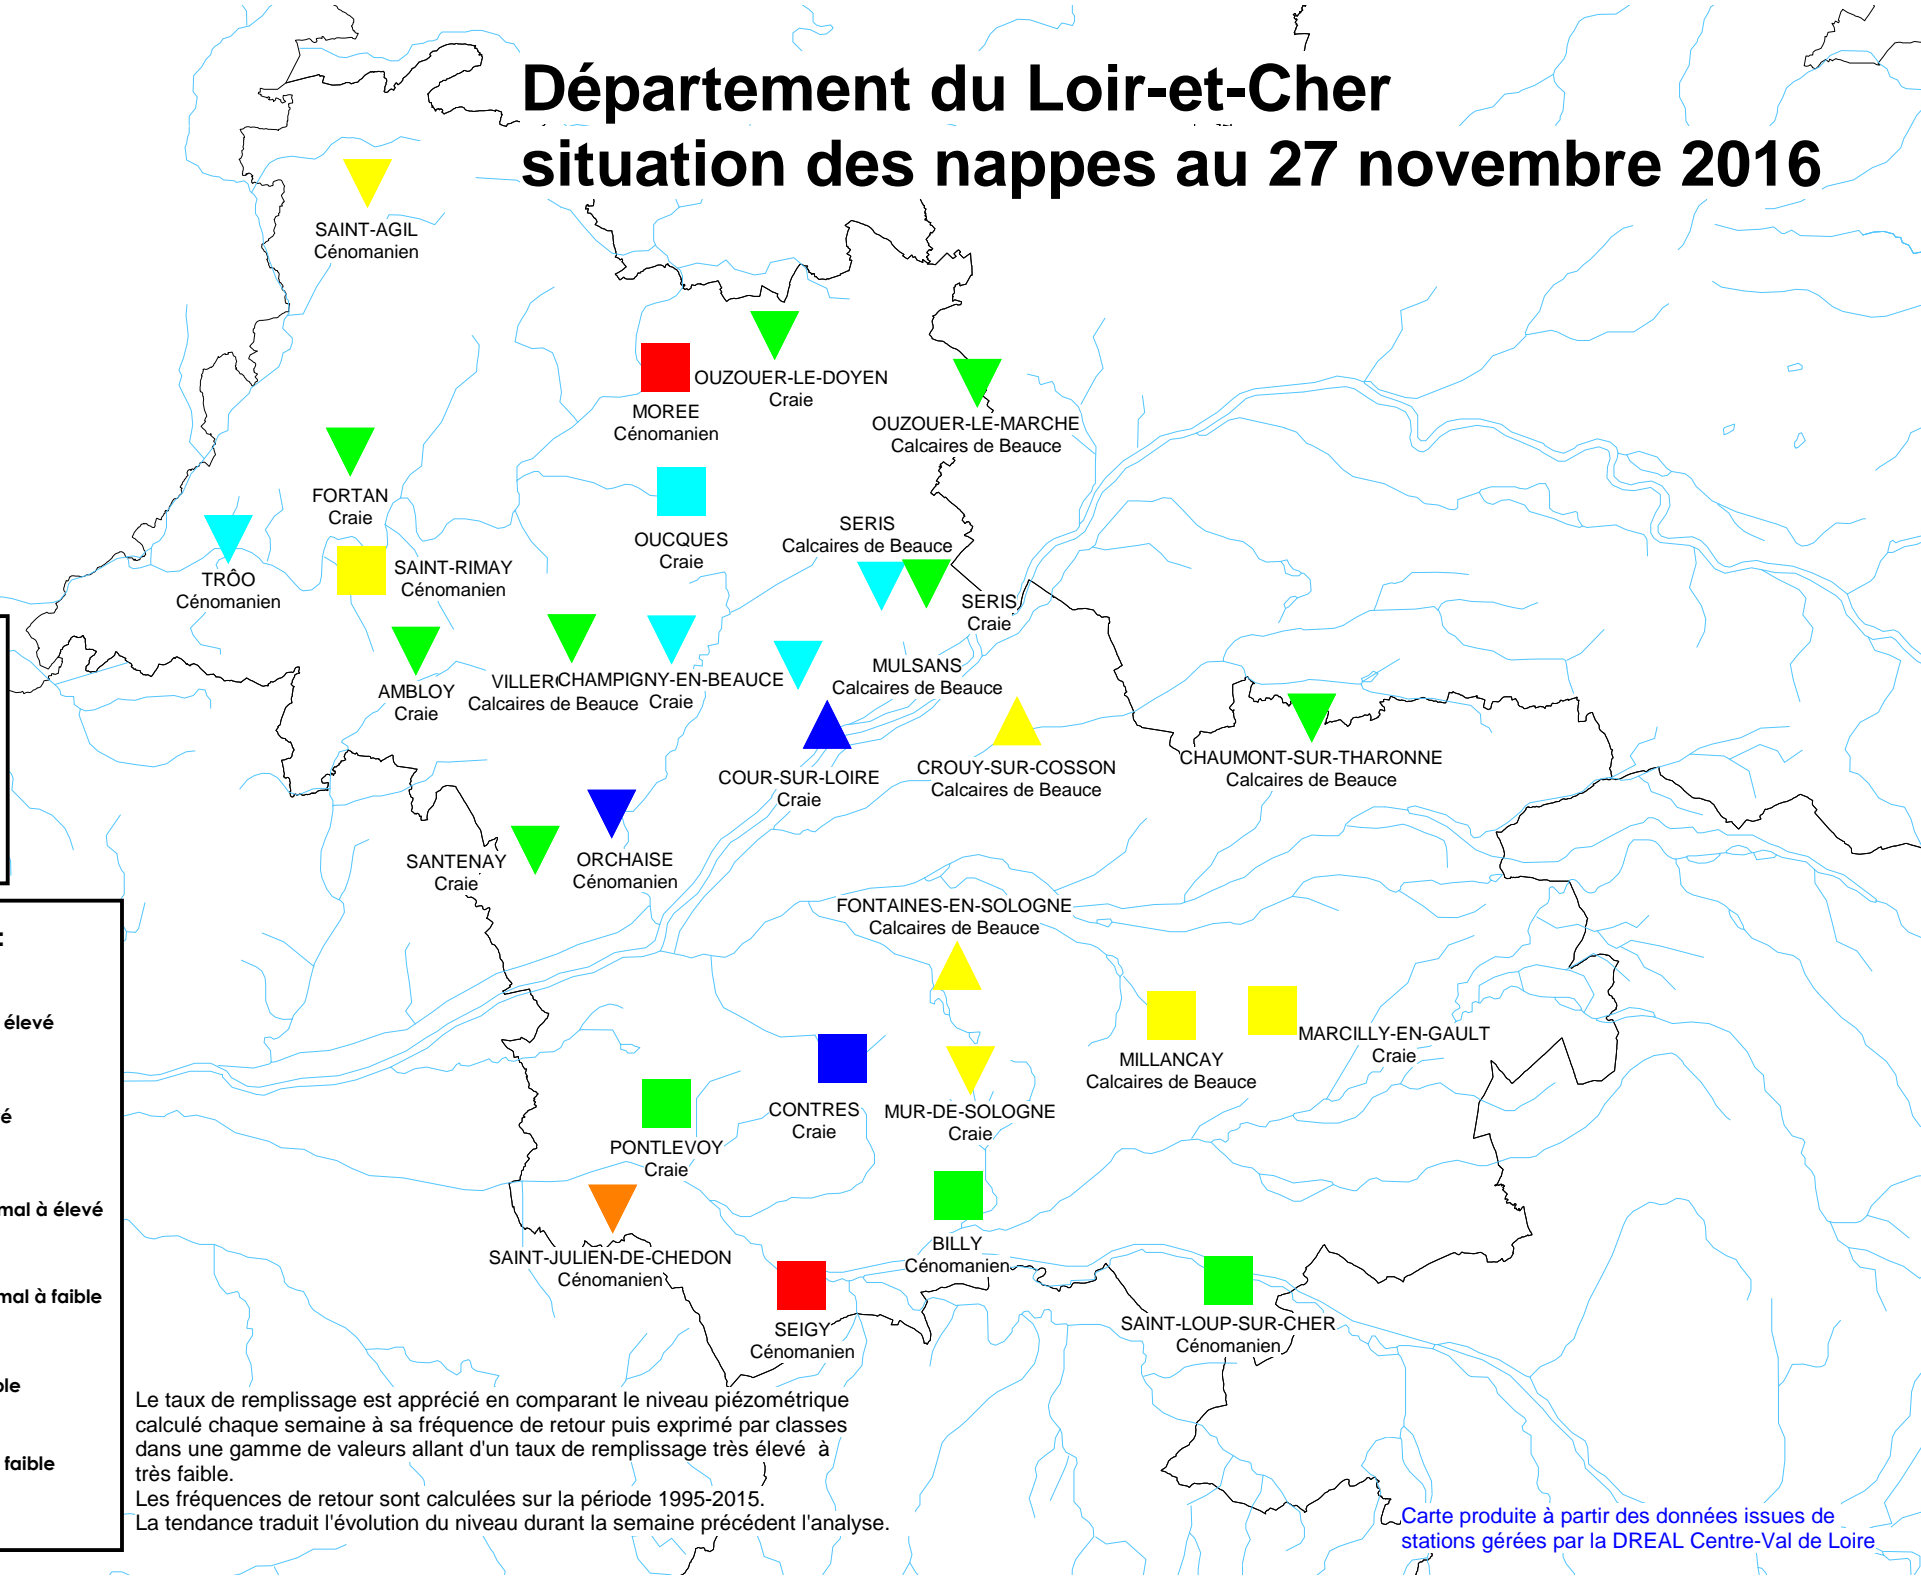 Département du Loir-et-Cher
situation des nappes au 27 novembre 2016
SAINT-AGIL
Cénomanien
OUZOUER-LE-DOYEN
Craie
MOREE
Cénomanien
OUZOUER-LE-MARCHE
Calcaires de Beauce
FORTAN
Craie
OUCQUES
Craie
SERIS
Calcaires de Beauce
TRÔO
Cénomanien
SAINT-RIMAY
Cénomanien
SERIS
Craie
AMBLOY
Craie
Calcaires de Beauce
CHAMPIGNY-EN-BEAUCE
Craie
MULSANS
Calcaires de Beauce
COUR-SUR-LOIRE
Craie
CROUY-SUR-COSSON
Calcaires de Beauce
CHAUMONT-SUR-THARONNE
Calcaires de Beauce
SANTENAY
Craie
ORCHAISE
Cénomanien
FONTAINES-EN-SOLOGNE
Calcaires de Beauce
MILLANCAY
Calcaires de Beauce
MARCILLY-EN-GAULT
Craie
CONTRES
Craie
MUR-DE-SOLOGNE
Craie
PONTLEVOY
Craie
SAINT-JULIEN-DE-CHEDON
Cénomanien
BILLY
Cénomanien
SEIGY
Cénomanien
SAINT-LOUP-SUR-CHER
Cénomanien
:
élevé
à élevé
à faible
faible
Le taux de remplissage est apprécié en comparant le niveau piézométrique
calculé chaque semaine à sa fréquence de retour puis exprimé par classes
dans une gamme de valeurs allant d'un taux de remplissage très élevé à
très faible.
Les fréquences de retour sont calculées sur la période 1995-2015.
La tendance traduit l'évolution du niveau durant la semaine précédent l'analyse.
Carte produite à partir des données issues de
stations gérées par la DREAL Centre-Val de Loire